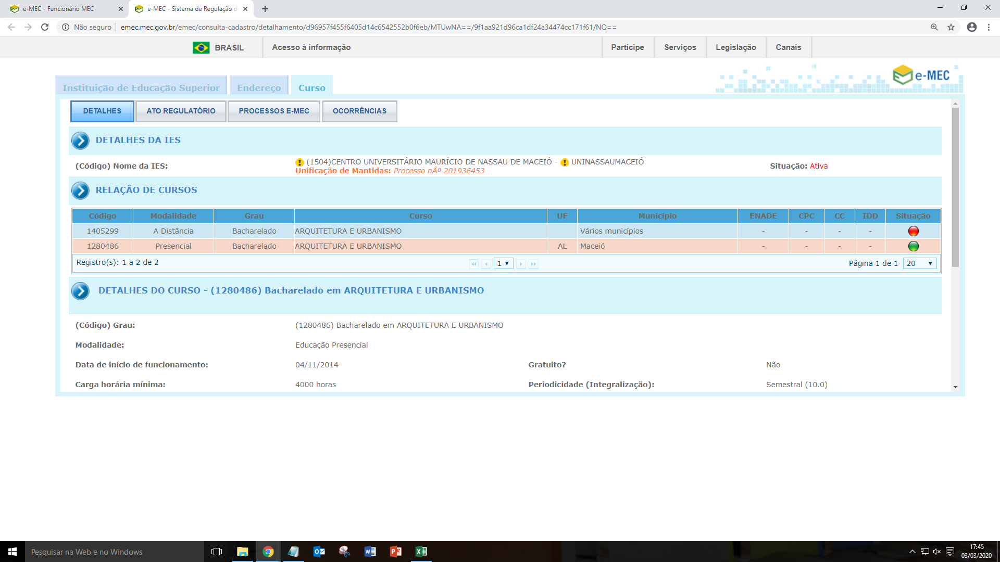 e-MEC - Funcionário MEC
e-MEC - Sistema de Regulação d
Não seguro
emec.mec.gov.br/emec/consulta-cadastro/detalhamento/d96957f455f6405d14c6542552b0f6eb/MTUwNA==/9f1aa921d96ca1df24a34474cc171f61/NQ==
BRASIL
Acesso à informação
Participe
Serviços
Legislação
Canais
e-MEC
Instituição de Educação Superior
Endereço
Curso
DETALHES
ATO REGULATÓRIO
PROCESSOS E-MEC
OCORRÊNCIAS
DETALHES DA IES
(Código) Nome da IES:
(1504)CENTRO UNIVERSITÁRIO MAURÍCIO DE NASSAU DE MACEIÓ - UNINASSAUMACEIÓ
Unificação de Mantidas: Processo nÂº 201936453
Situação: Ativa
RELAÇÃO DE CURSOS
Código Modalidade Grau Curso UF Município ENADE CPC CC IDD Situação
1405299 A Distância Bacharelado ARQUITETURA E URBANISMO Vários municípios - - - -
1280486 Presencial Bacharelado ARQUITETURA E URBANISMO AL Maceió - - - -
Registro(s): 1 a 2 de 2
1
Página 1 de 1 20
DETALHES DO CURSO - (1280486) Bacharelado em ARQUITETURA E URBANISMO
(Código) Grau: (1280486) Bacharelado em ARQUITETURA E URBANISMO
Modalidade: Educação Presencial
Data de início de funcionamento: 04/11/2014 Gratuito? Não
Carga horária mínima: 4000 horas Periodicidade (Integralização): Semestral (10.0)
Pesquisar na Web e no Windows
17:45
03/03/2020